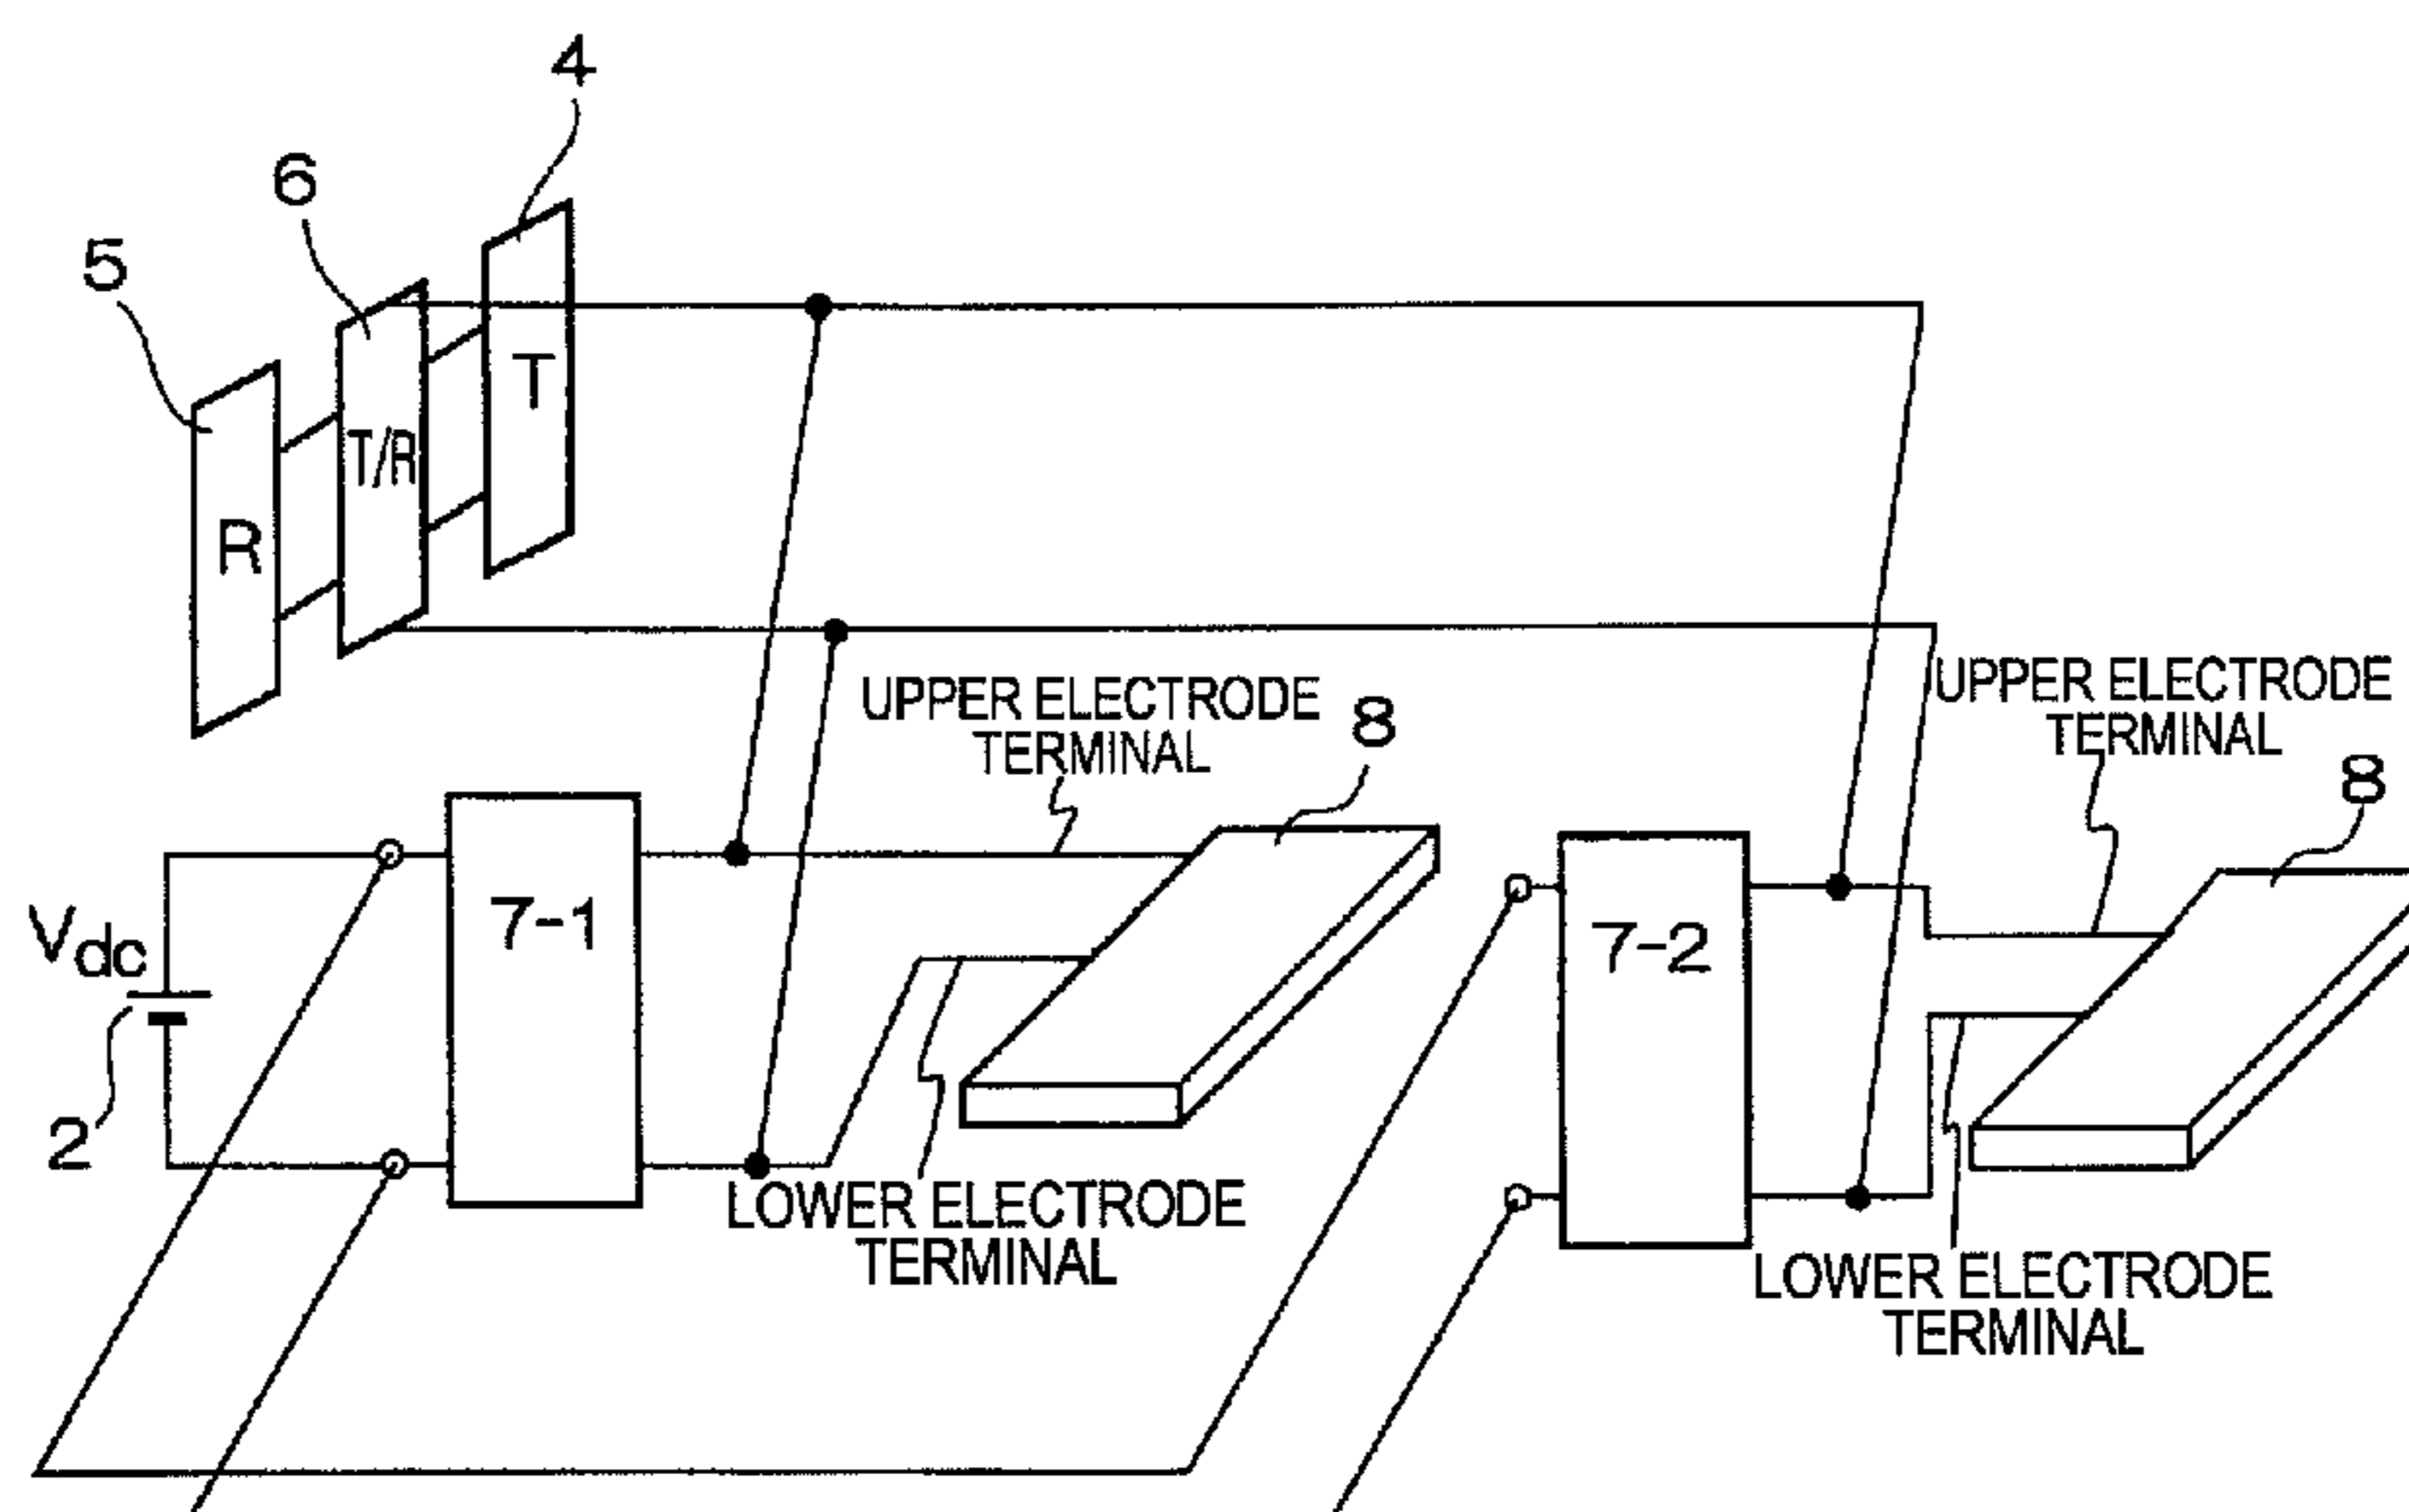 4
6
5
T
T/R
R
UPPER ELECTRODE
TERMINAL
8
UPPER ELECTRODE
TERMINAL
8
7-1
7-2
Vdc
2
LOWER ELECTRODE
TERMINAL
LOWER ELECTRODE
TERMINAL